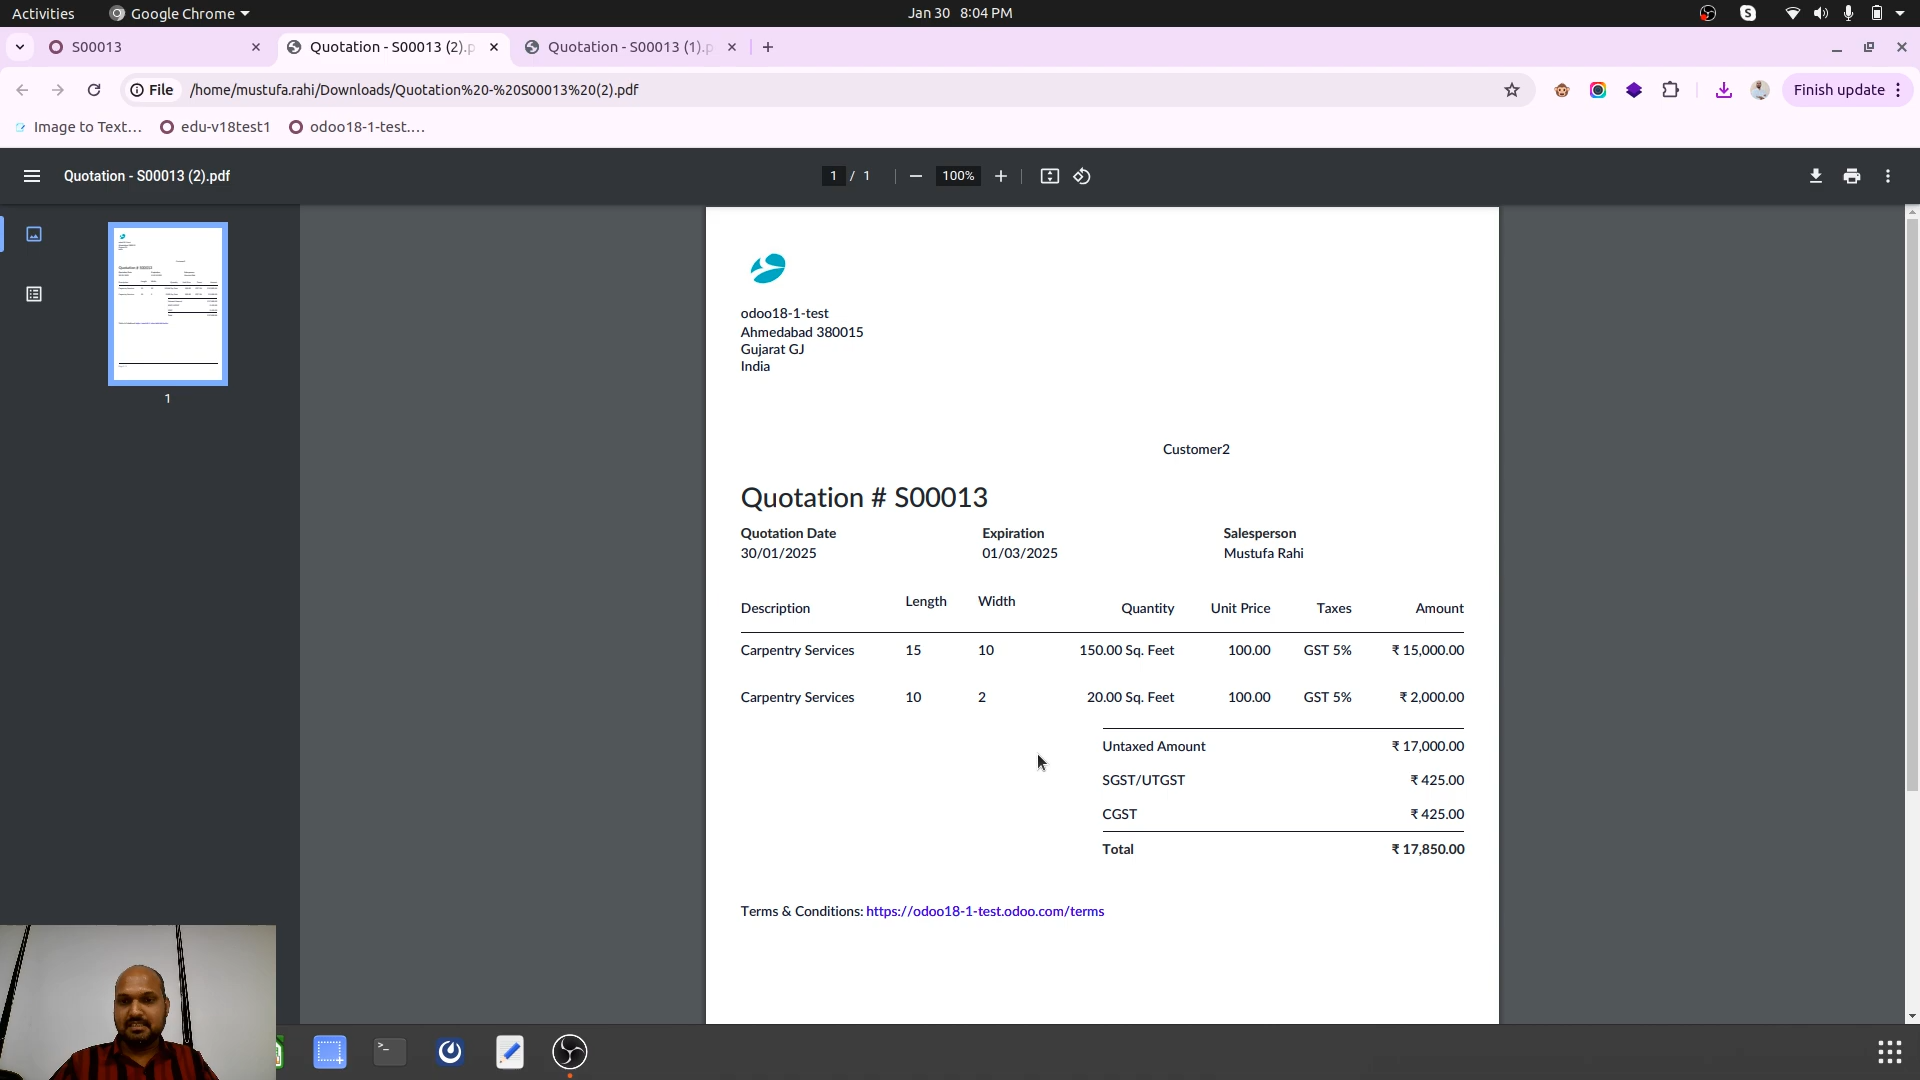 Activities Google Chrome Jan 30 8:04 PM
S00013 Quotation - S00013 (2).p Quotation - S00013 (1).p
File /home/mustufa.rahi/Downloads/Quotation%20-%20S00013%20(2).pdf Finish update
Image to Text... edu-v18test1 odoo18-1-test....
Quotation - S00013 (2).pdf 1 / 1 100%
1
odoo18-1-test
Ahmedabad 380015
Gujarat GJ
India
Customer2
Quotation # S00013
Quotation Date Expiration Salesperson
30/01/2025 01/03/2025 Mustufa Rahi
Description Length Width Quantity Unit Price Taxes Amount
Carpentry Services 15 10 150.00 Sq. Feet 100.00 GST 5% ₹ 15,000.00
Carpentry Services 10 2 20.00 Sq. Feet 100.00 GST 5% ₹ 2,000.00
Untaxed Amount ₹ 17,000.00
SGST/UTGST ₹ 425.00
CGST ₹ 425.00
Total ₹ 17,850.00
Terms & Conditions: https://odoo18-1-test.odoo.com/terms